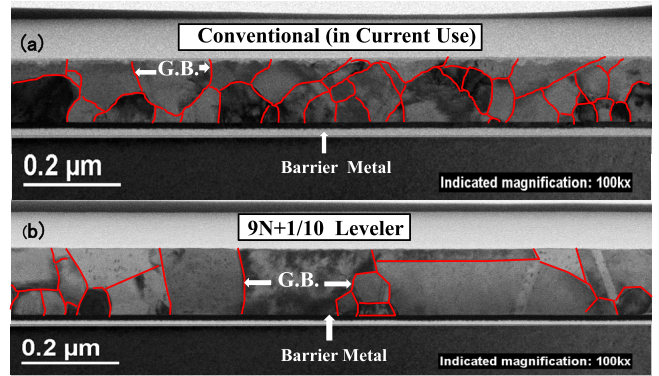 (a)
Conventional (in Current Use)
G.B.
Barrier Metal
0.2 μm
Indicated magnification: 100kx
(b)
9N+1/10 Leveler
G.B.
Barrier Metal
0.2 μm
Indicated magnification: 100kx